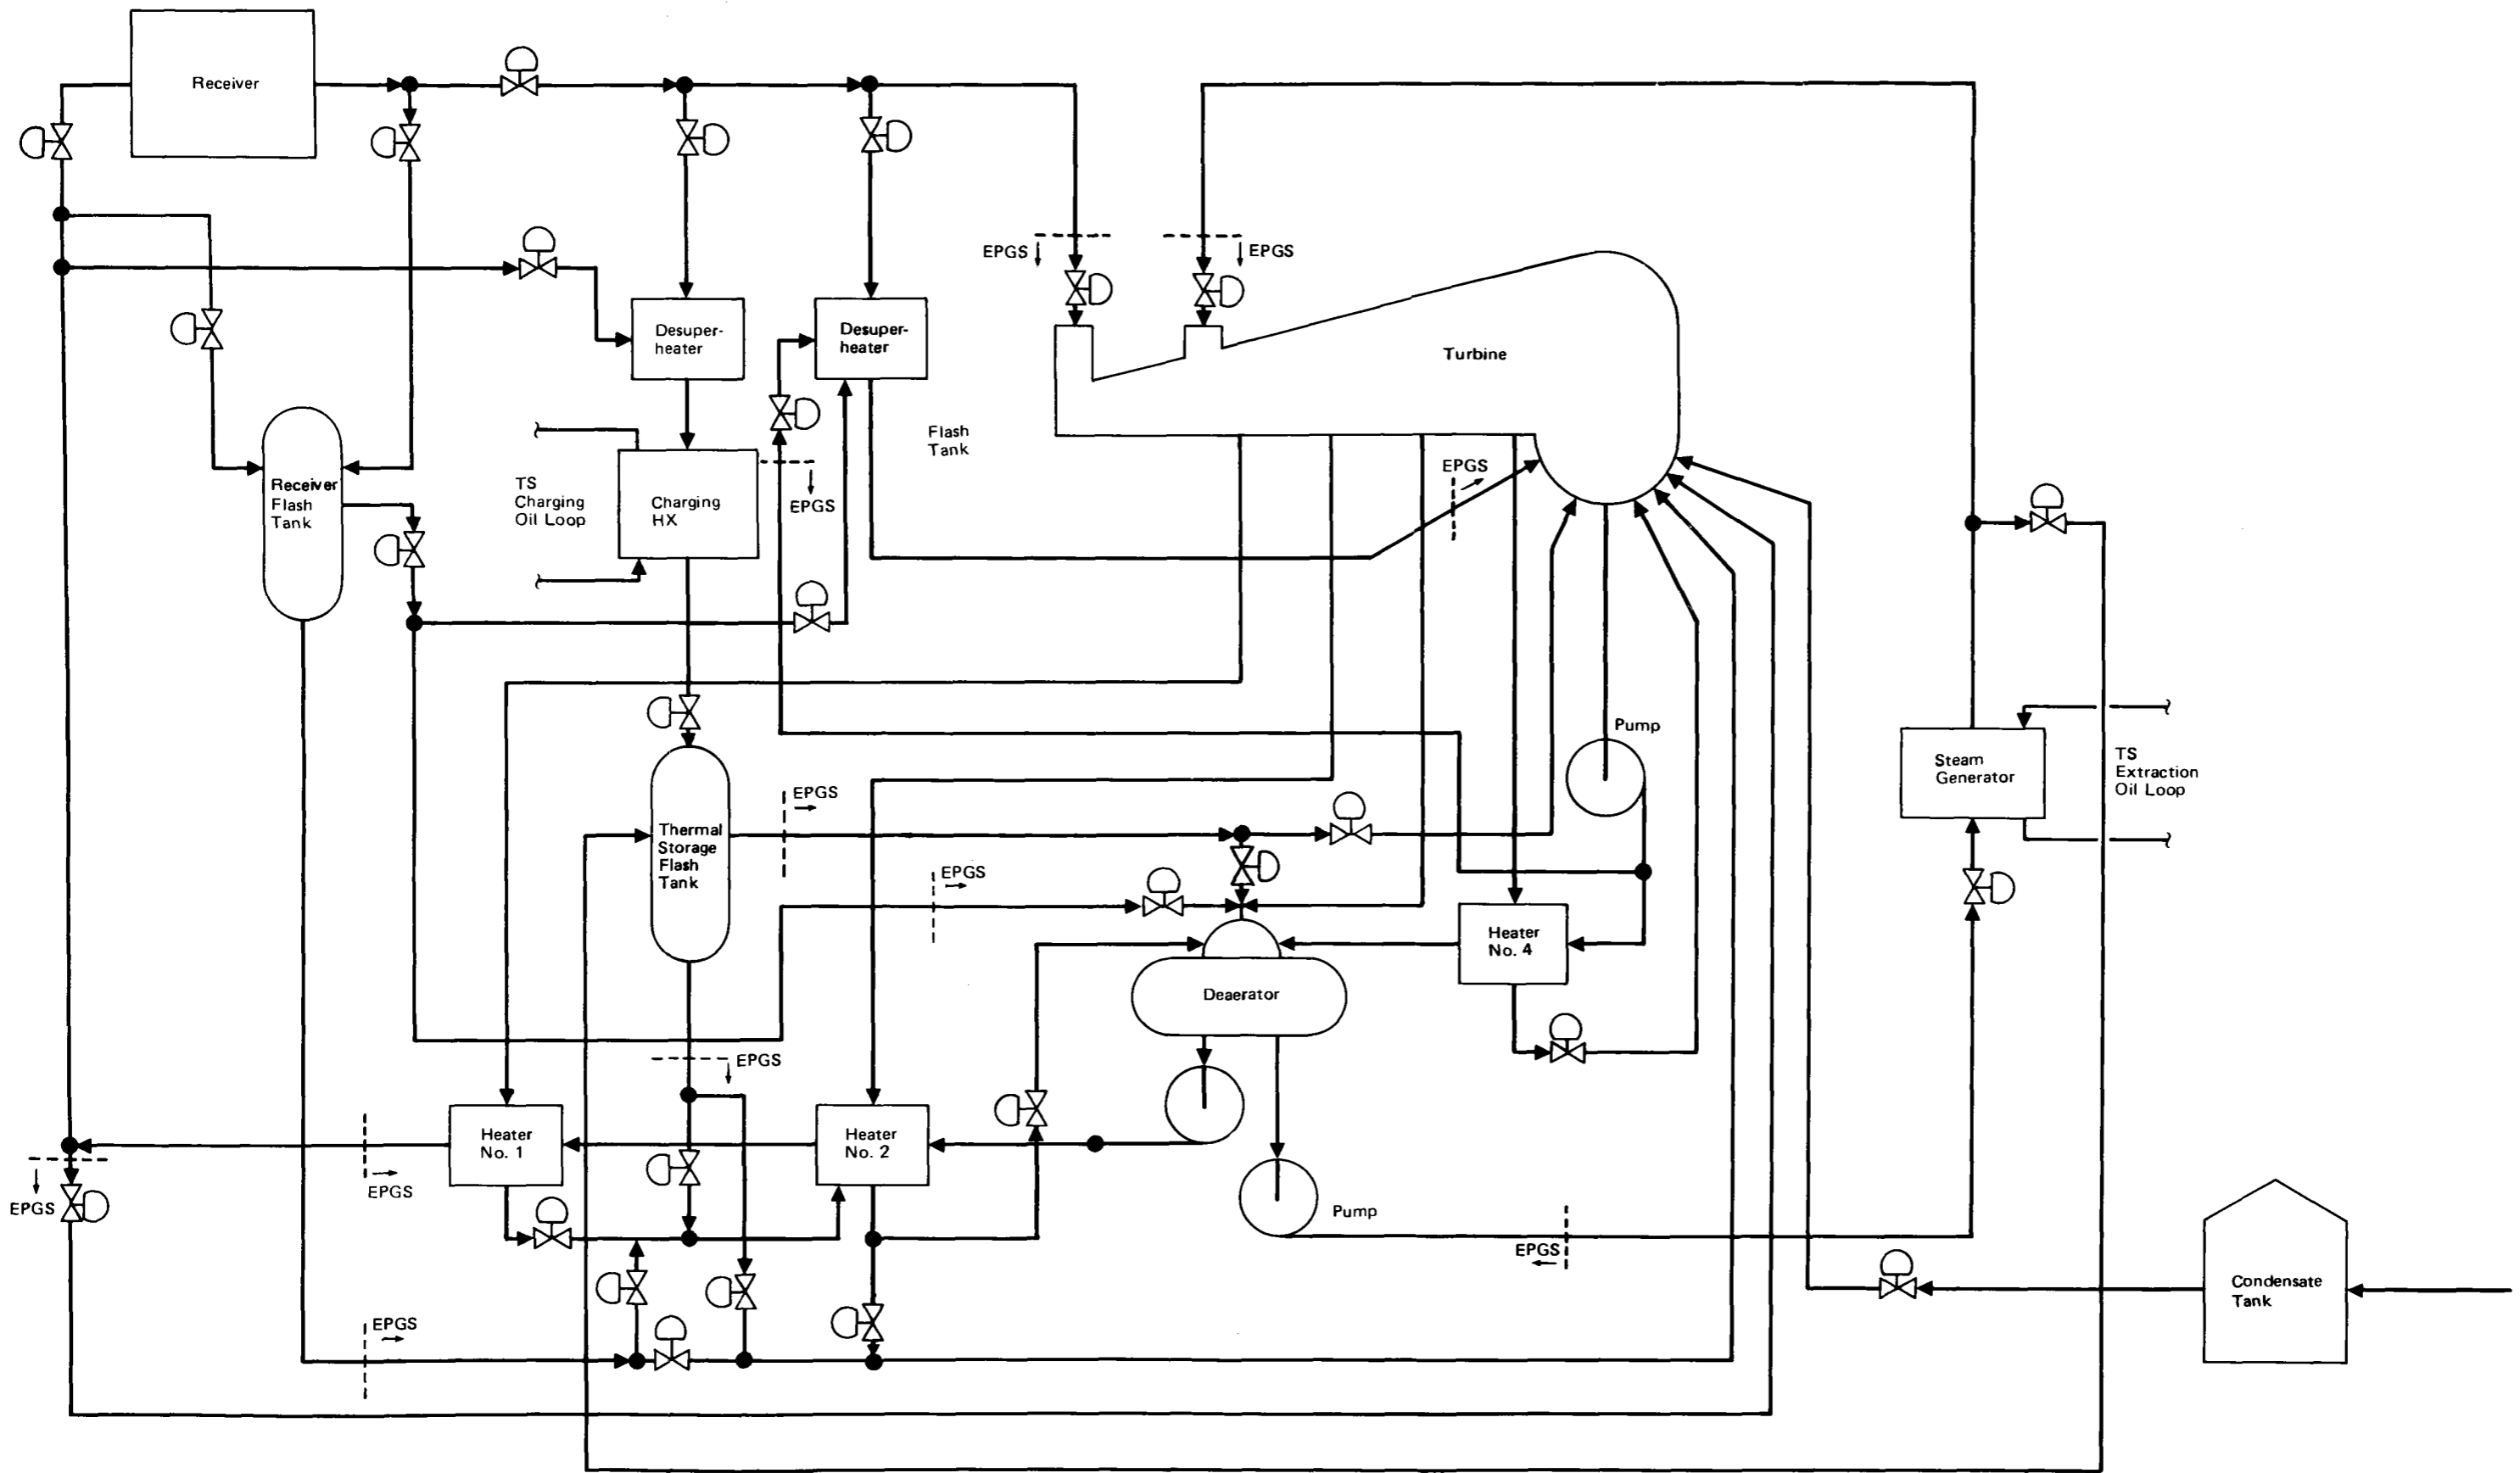 Receiver
EPGS
EPGS
Desuper-
heater
Desuper-
heater
Turbine
Flash
Tank
EPGS
Receiver
Flash
Tank
TS
Charging
Oil Loop
Charging
HX
EPGS
Pump
Steam
Generator
TS
Extraction
Oil Loop
EPGS
Thermal
Storage
Flash
Tank
EPGS
Heater
No. 4
Deaerator
EPGS
Heater
No. 1
Heater
No. 2
EPGS
EPGS
Pump
EPGS
Condensate
Tank
EPGS